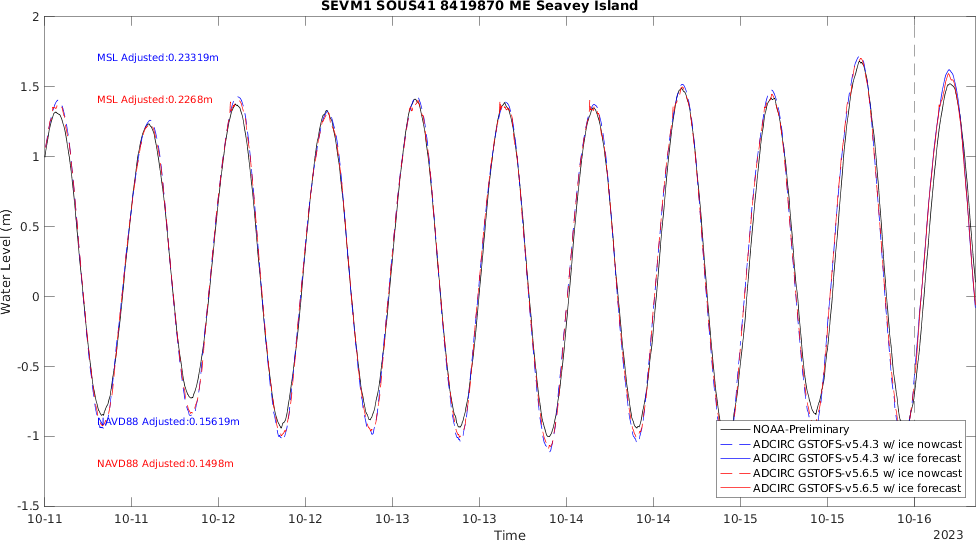 SEVM1 SOUS41 8419870 ME Seavey Island
2
1.5
1
0.5
0
-0.5
-1
-1.5
Water Level (m)
MSL Adjusted:0.23319m
MSL Adjusted:0.2268m
NAVD88 Adjusted:0.15619m
NAVD88 Adjusted:0.1498m
NOAA-Preliminary
ADCIRC GSTOFS-v5.4.3 w/ ice nowcast
ADCIRC GSTOFS-v5.4.3 w/ ice forecast
ADCIRC GSTOFS-v5.6.5 w/ ice nowcast
ADCIRC GSTOFS-v5.6.5 w/ ice forecast
10-11 10-11 10-12 10-12 10-13 10-13 10-14 10-14 10-15 10-15 10-16
Time
2023